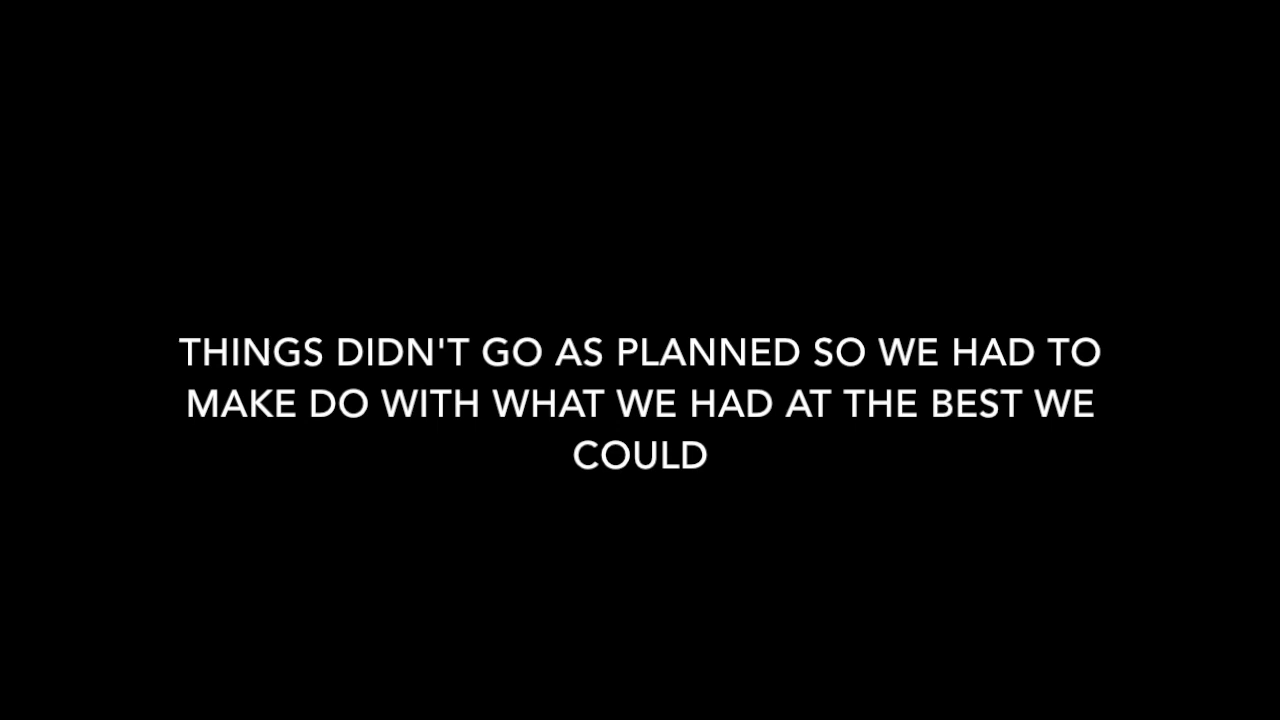 THINGS DIDN'T GO AS PLANNED SO WE HAD TO
MAKE DO WITH WHAT WE HAD AT THE BEST WE
COULD